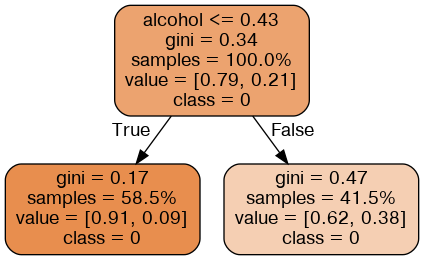 alcohol <= 0.43
gini = 0.34
samples = 100.0%
value = [0.79, 0.21]
class = 0
True
False
gini = 0.17
samples = 58.5%
value = [0.91, 0.09]
class = 0
gini = 0.47
samples = 41.5%
value = [0.62, 0.38]
class = 0